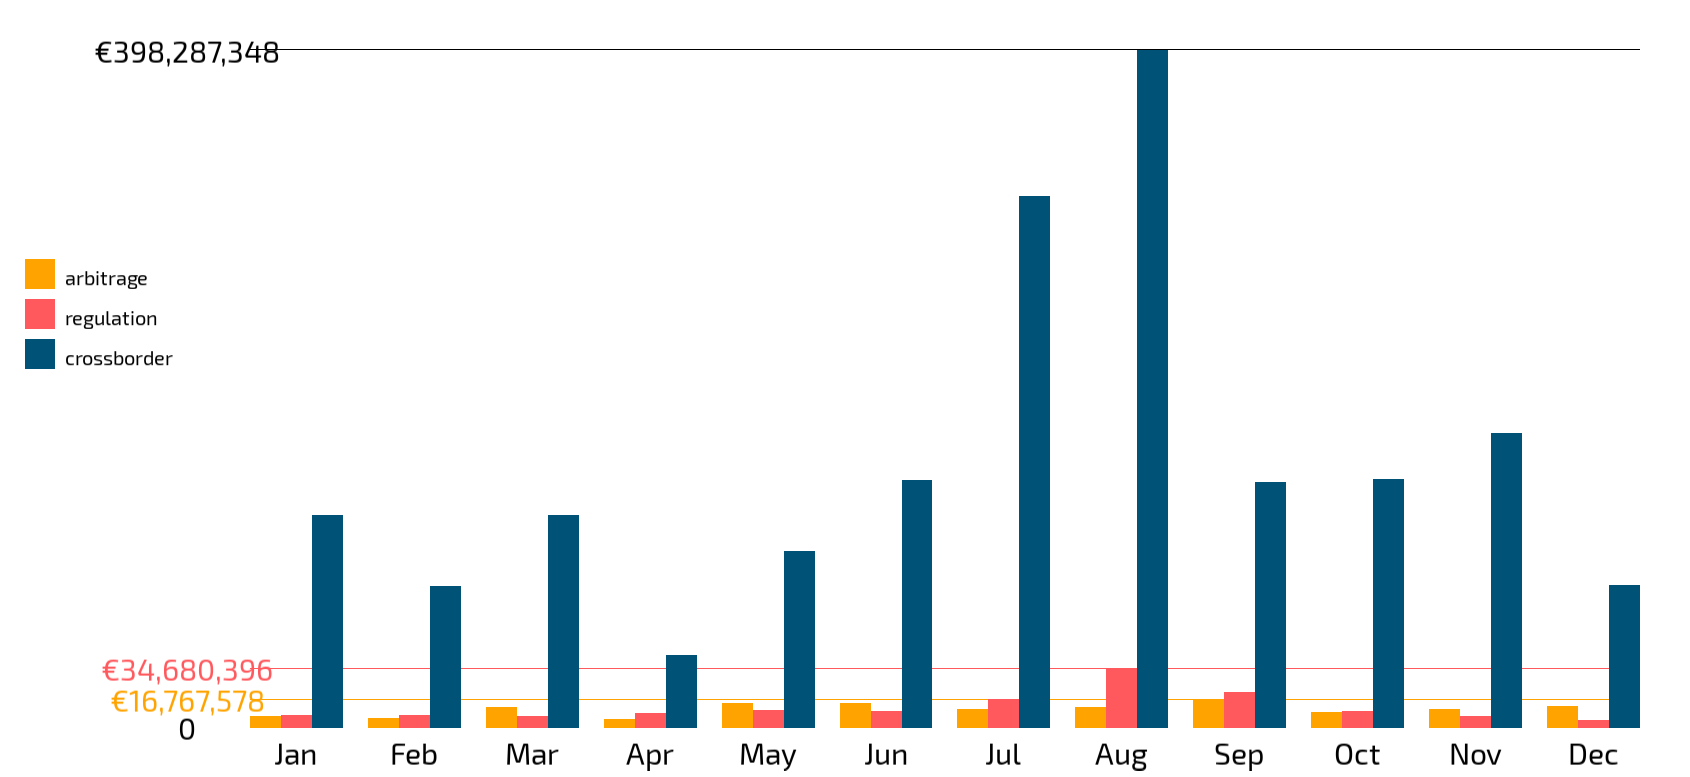 €398,287,348
arbitrage
regulation
crossborder
€34,680,396
€16,767,578
0
Jan Feb Mar Apr May Jun Jul Aug Sep Oct Nov Dec